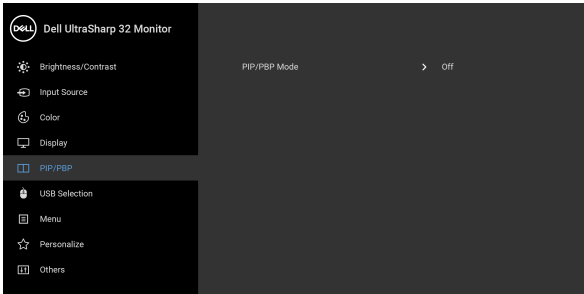 DELL
Dell UltraSharp 32 Monitor
Brightness/Contrast
Input Source
Color
Display
PIP/PBP
USB Selection
Menu
Personalize
Others
PIP/PBP Mode
Off